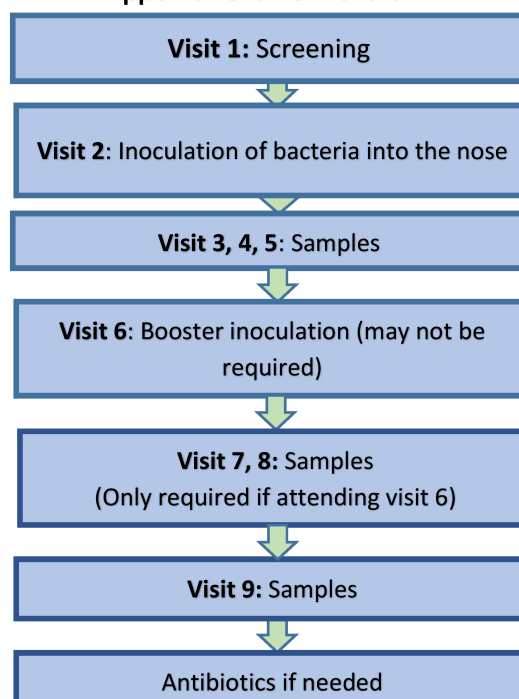 Visit 1: Screening
Visit 2: Inoculation of bacteria into the nose
Visit 3, 4, 5: Samples
Visit 6: Booster inoculation (may not be
required)
Visit 7, 8: Samples
(Only required if attending visit 6)
Visit 9: Samples
Antibiotics if needed